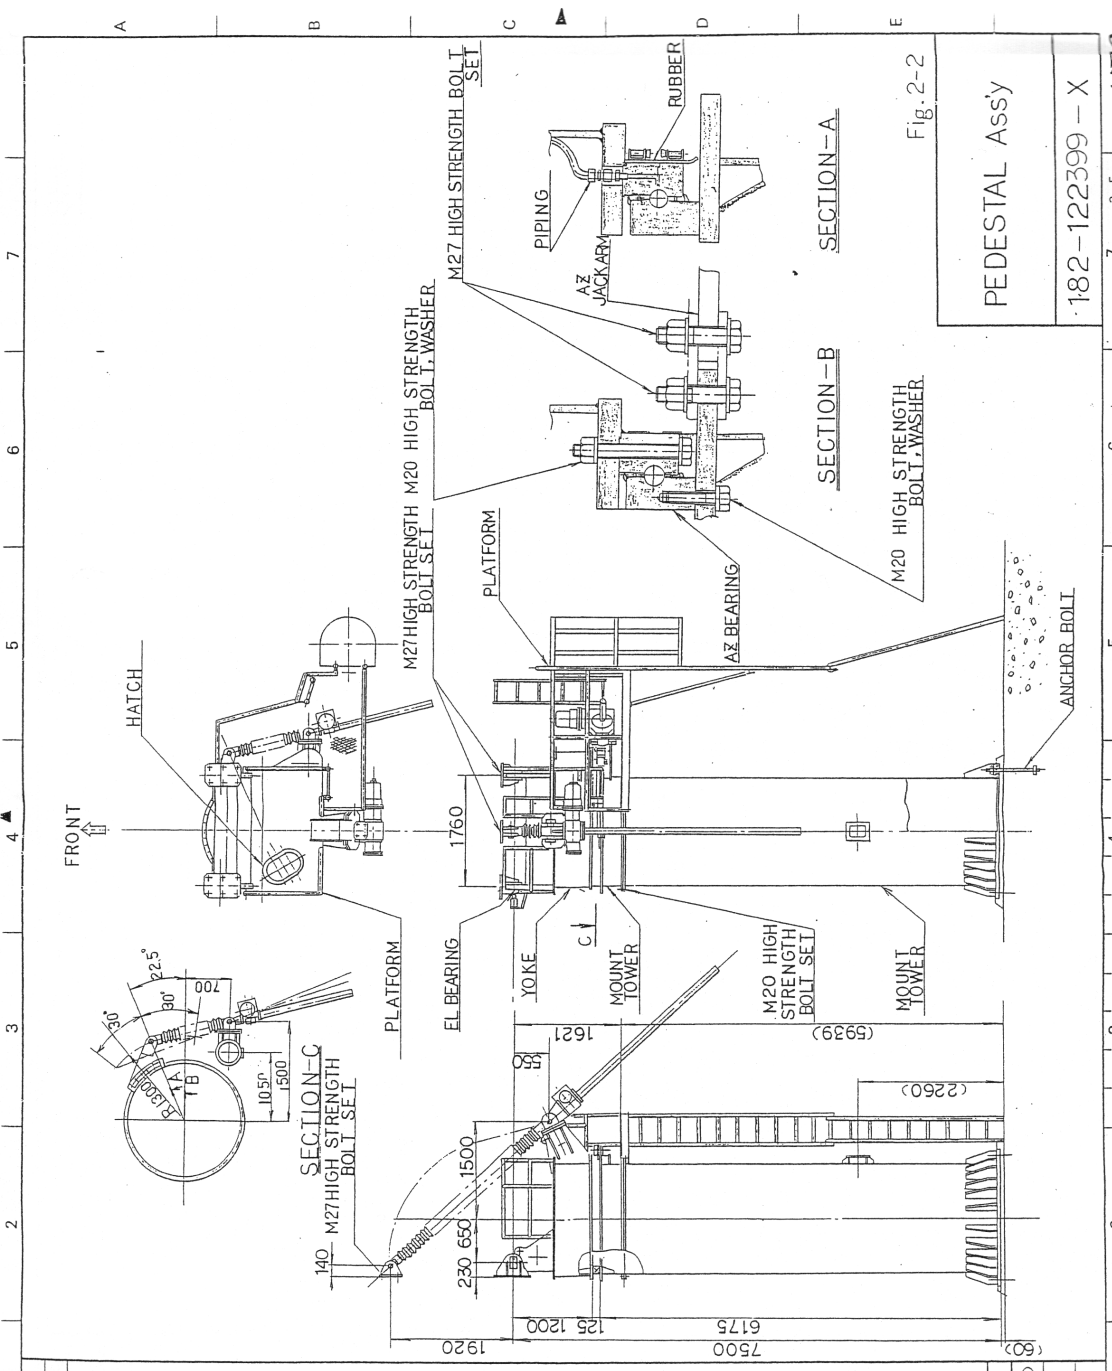 A
B
C
D
E
7
6
5
4
3
2
Fig. 2-2
PEDESTAL Ass'y
182-122399-X
FRONT
HATCH
PLATFORM
22.5°
30°
30°
700
R1300
A
B
1050
1500
SECTION-C
M27 HIGH STRENGTH
BOLT SET
140
1500
650
230
550
1621
(5939)
(2260)
1920
1200
125
6175
7500
(60)
M27 HIGH STRENGTH
BOLT SET
M20 HIGH STRENGTH
BOLT, WASHER
M27 HIGH STRENGTH BOLT
SET
PLATFORM
1760
EL BEARING
YOKE
C
MOUNT
TOWER
M20 HIGH
STRENGTH
BOLT SET
MOUNT
TOWER
ANCHOR BOLT
AZ BEARING
M20 HIGH STRENGTH
BOLT, WASHER
SECTION-B
AZ
JACK ARM
PIPING
RUBBER
SECTION-A